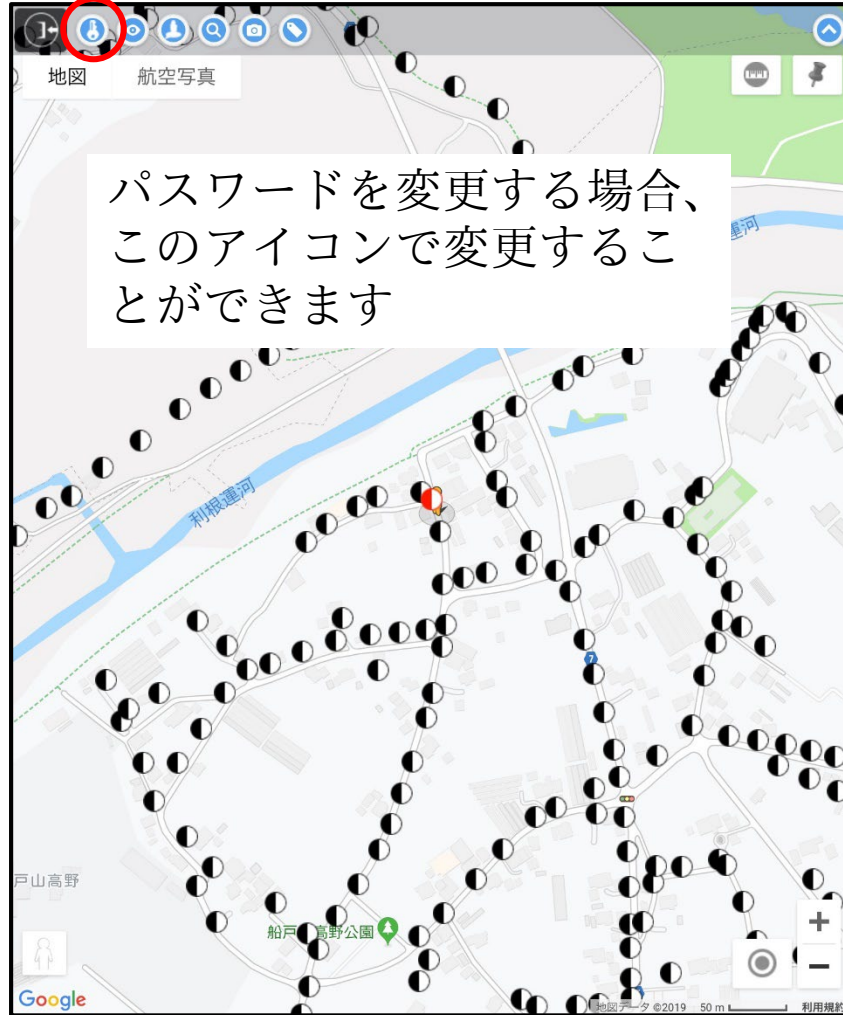 地図
航空写真
パスワードを変更する場合、
このアイコンで変更するこ
とができます
運河
利根運河
7
戸山高野
船戸
高野公園
+
−
Google
地図データ ©2019
50 m
利用規約